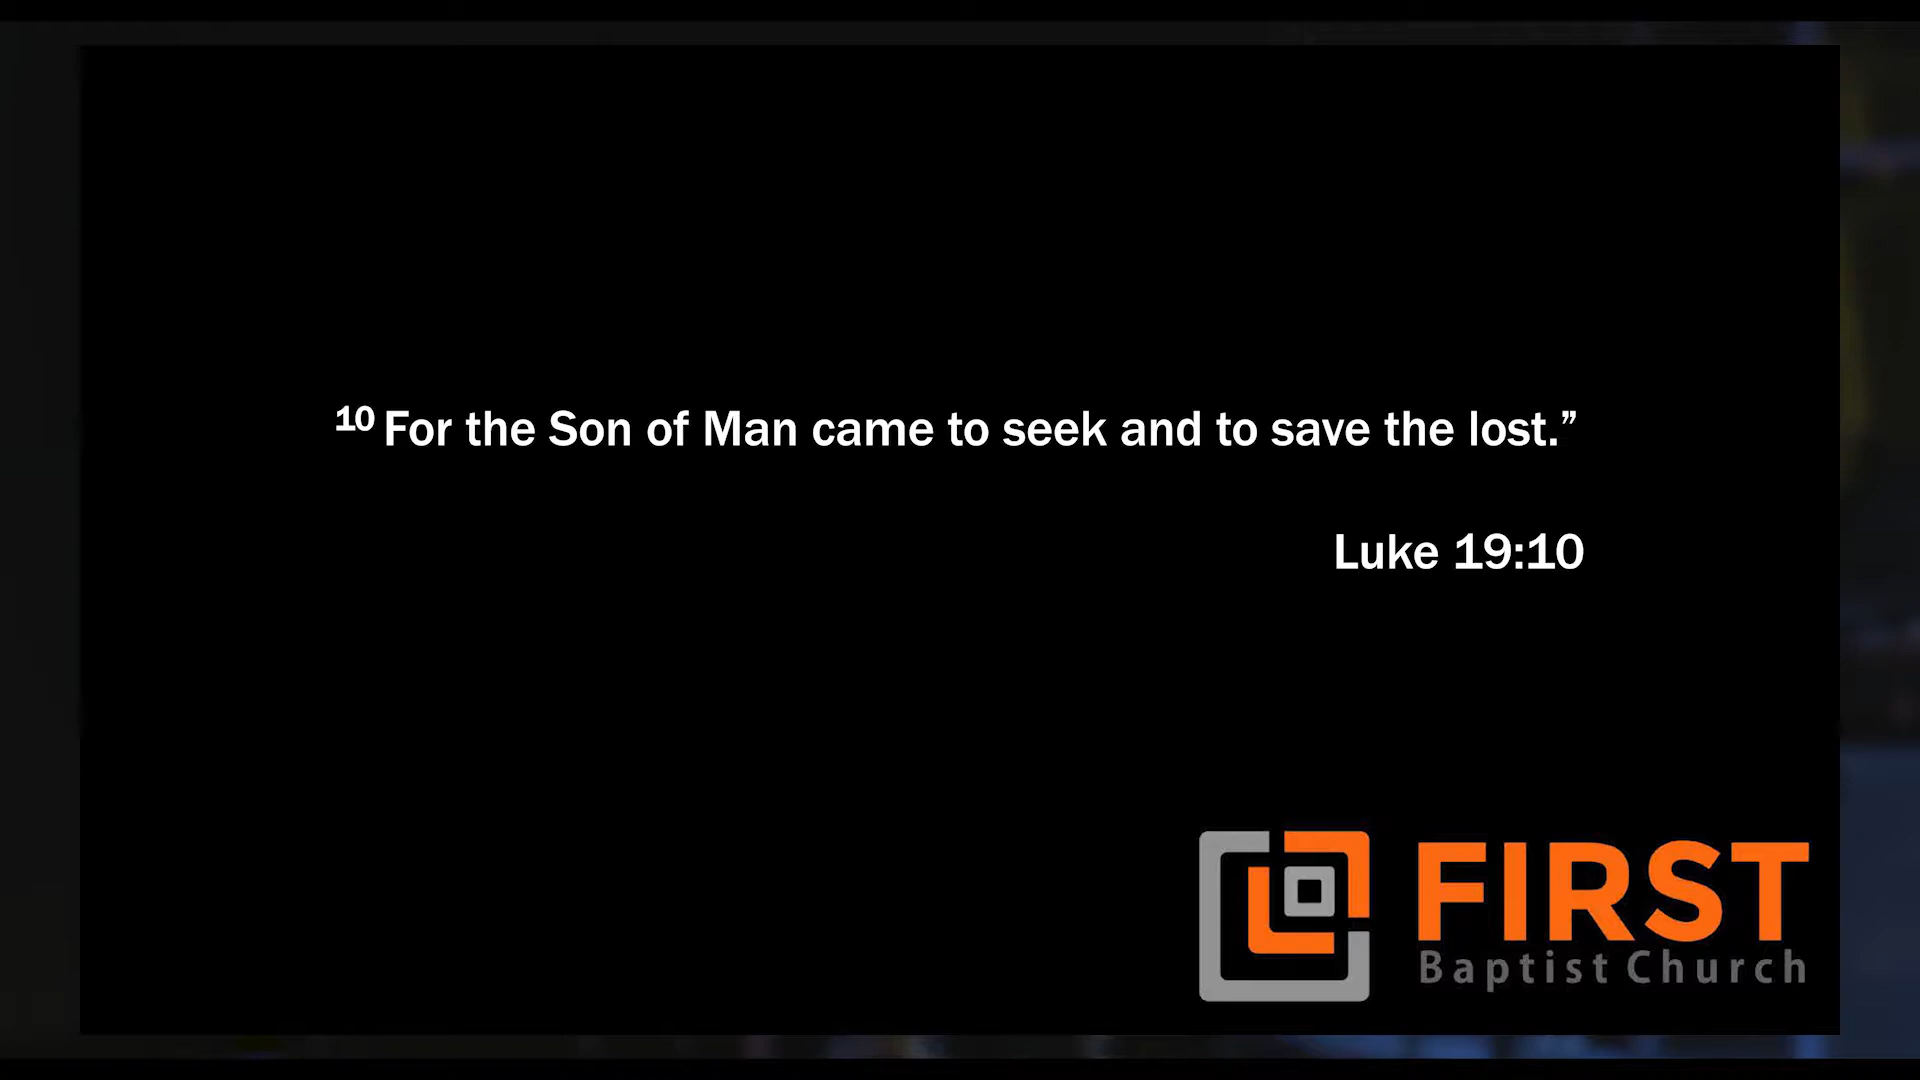 10 For the Son of Man came to seek and to save the lost.”
Luke 19:10
FIRST
Baptist Church